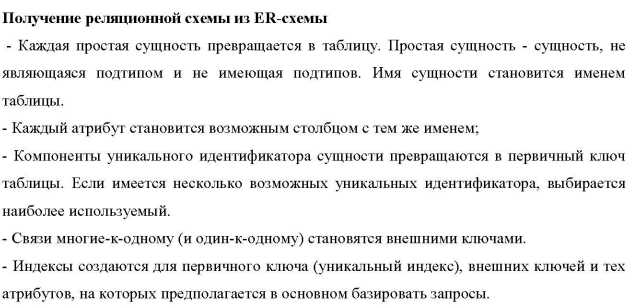 Получение реляционной схемы из ER-схемы
- Каждая простая сущность превращается в таблицу. Простая сущность - сущность, не
являющаяся подтипом и не имеющая подтипов. Имя сущности становится именем
таблицы.
- Каждый атрибут становится возможным столбцом с тем же именем;
- Компоненты уникального идентификатора сущности превращаются в первичный ключ
таблицы. Если имеется несколько возможных уникальных идентификатора, выбирается
наиболее используемый.
- Связи многие-к-одному (и один-к-одному) становятся внешними ключами.
- Индексы создаются для первичного ключа (уникальный индекс), внешних ключей и тех
атрибутов, на которых предполагается в основном базировать запросы.